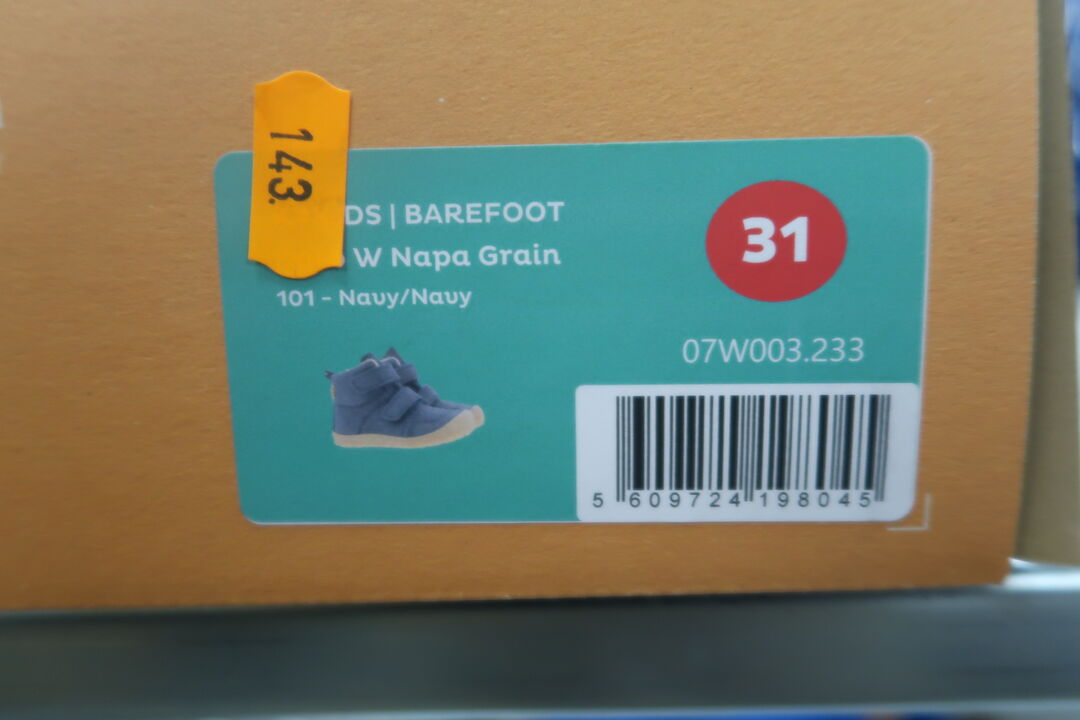 143.
DS | BAREFOOT
W Napa Grain
101 - Navy/Navy
31
07W003.233
5 609724 198045